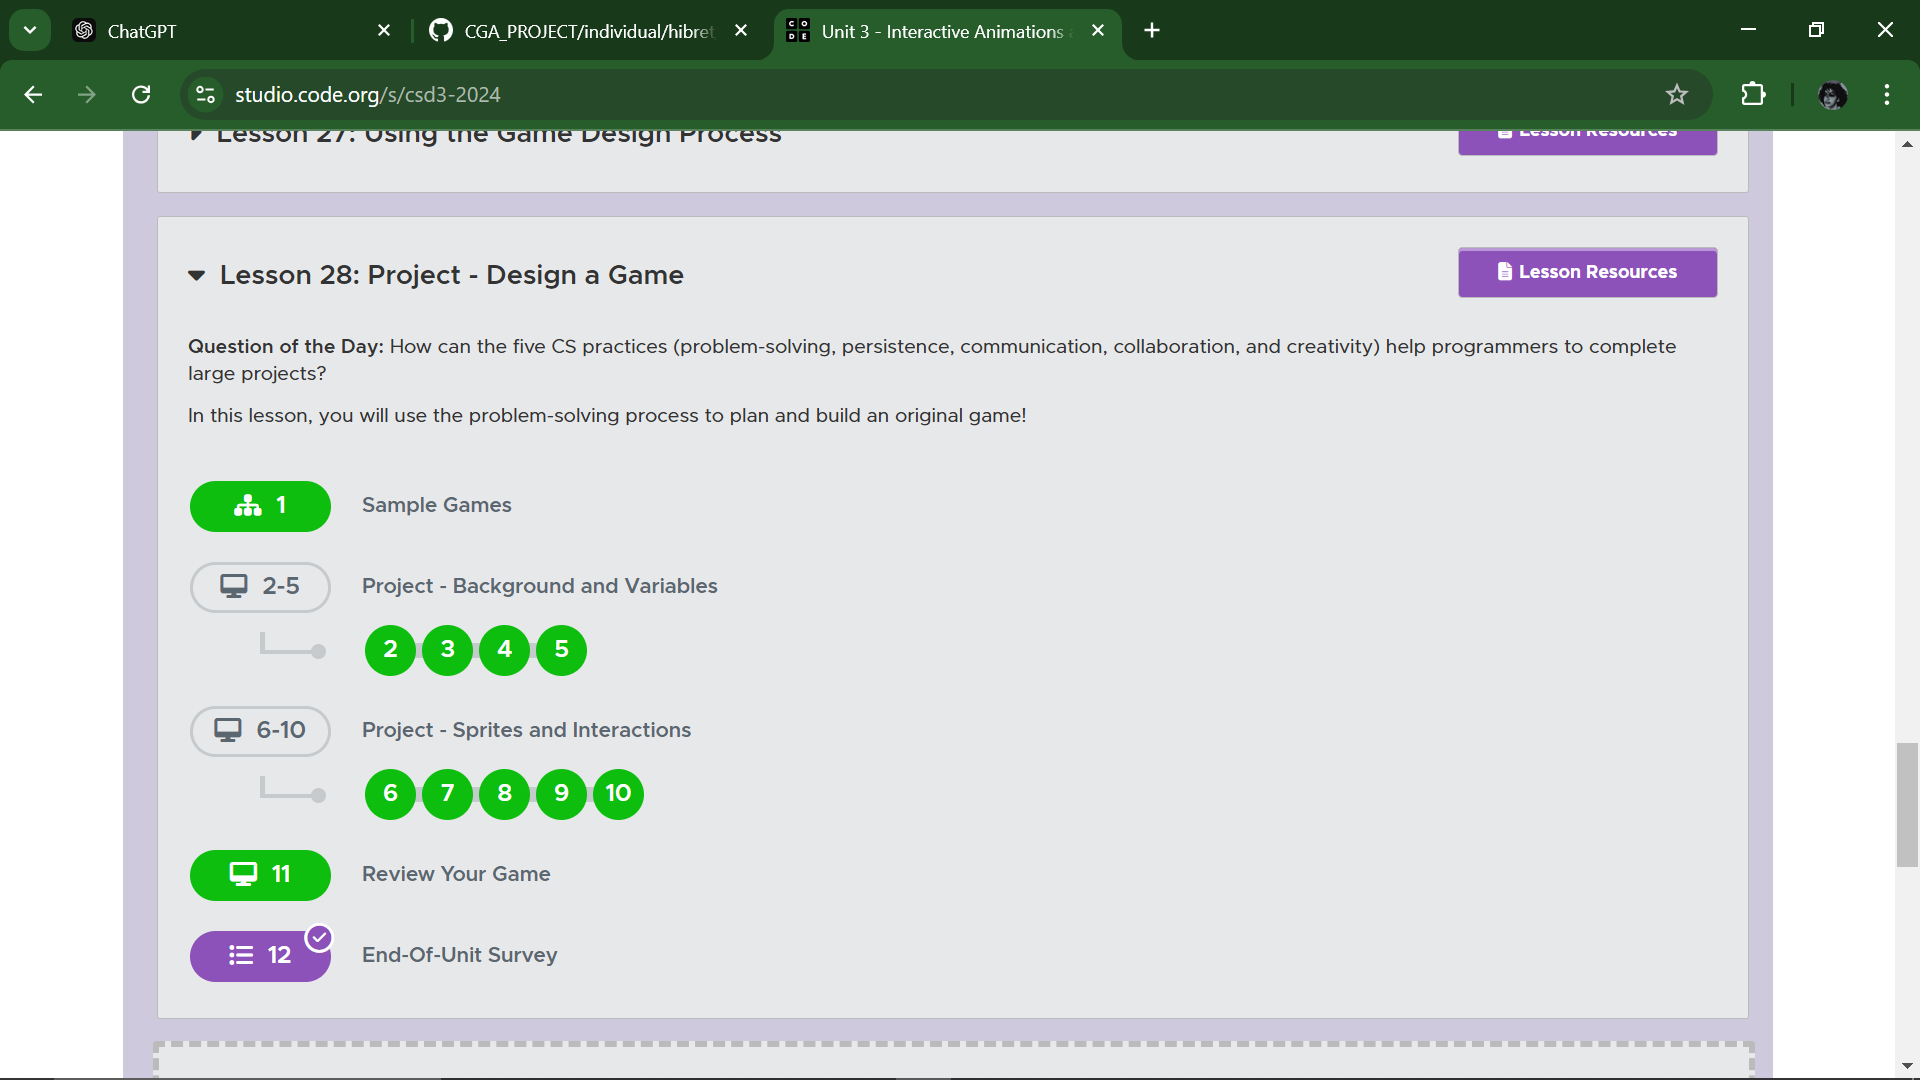 ChatGPT
CGA_PROJECT/individual/hibret
CODE
Unit 3 - Interactive Animations
studio.code.org/s/csd3-2024
Lesson 27: Using the Game Design Process
Lesson Resources
Lesson 28: Project - Design a Game
Lesson Resources
Question of the Day: How can the five CS practices (problem-solving, persistence, communication, collaboration, and creativity) help programmers to complete
large projects?
In this lesson, you will use the problem-solving process to plan and build an original game!
1 Sample Games
2-5 Project - Background and Variables
2 3 4 5
6-10 Project - Sprites and Interactions
6 7 8 9 10
11 Review Your Game
12 End-Of-Unit Survey